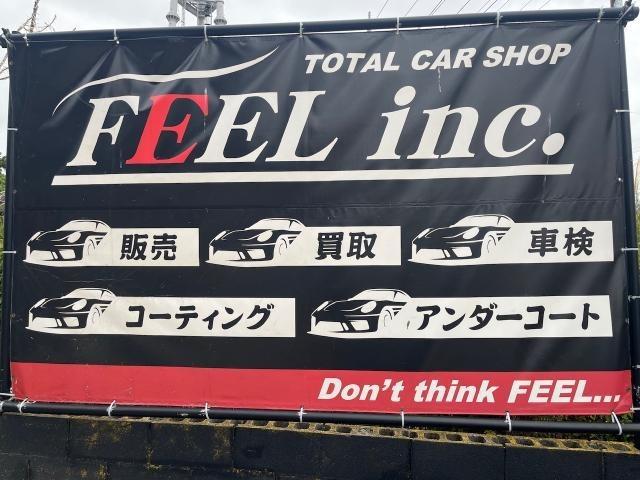 TOTAL CAR SHOP
FEEL inc.
販売 買取 車検
コーティング アンダーコート
Don't think FEEL...